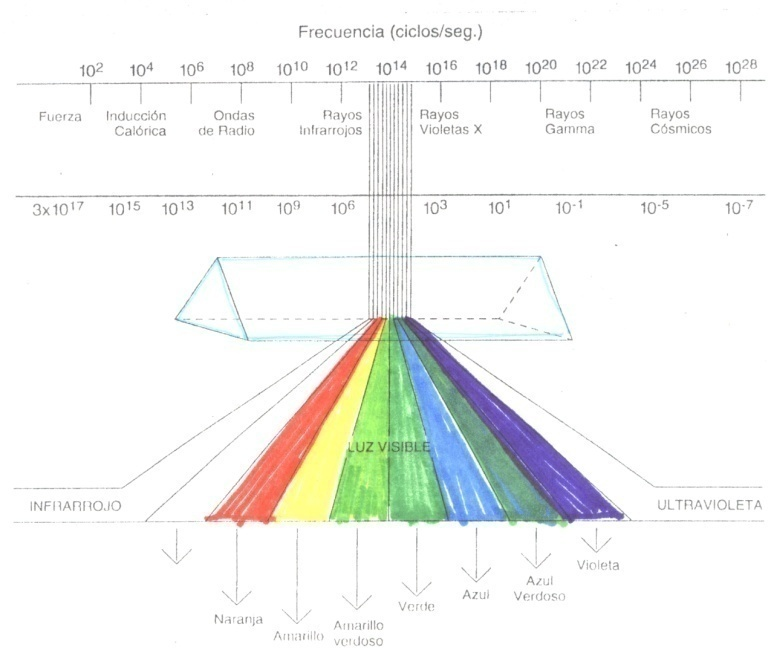 Frecuencia (ciclos/seg.)
10² 10⁴ 10⁶ 10⁸ 10¹⁰ 10¹² 10¹⁴ 10¹⁶ 10¹⁸ 10²⁰ 10²² 10²⁴ 10²⁶ 10²⁸
Fuerza Inducción Ondas Rayos Rayos Rayos Rayos
Calórica de Radio Infrarrojos Violetas X Gamma Cósmicos
3x10¹⁷ 10¹⁵ 10¹³ 10¹¹ 10⁹ 10⁶ 10³ 10¹ 10⁻¹ 10⁻⁵ 10⁻⁷
LUZ VISIBLE
INFRARROJO ULTRAVIOLETA
Naranja
Amarillo
Amarillo
verdoso
Verde
Azul
Azul
Verdoso
Violeta